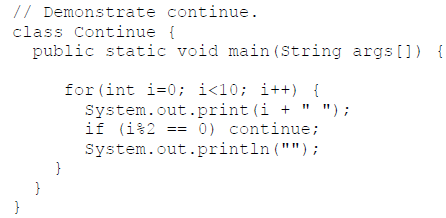 // Demonstrate continue.
class Continue {
public static void main(String args[]) {
for(int i=0; i<10; i++) {
System.out.print(i + " ");
if (i%2 == 0) continue;
System.out.println("");
}
}
}